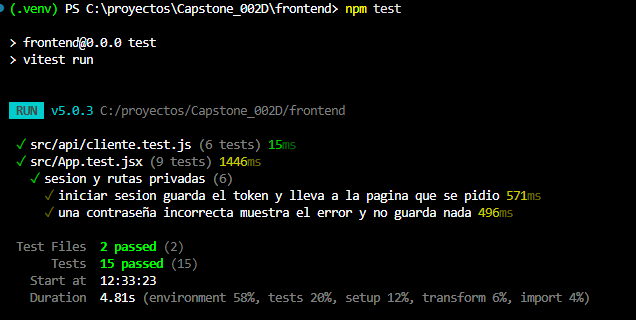 (.venv) PS C:\proyectos\Capstone_002D\frontend> npm test
> frontend@0.0.0 test
> vitest run
RUN v5.0.3 C:/proyectos/Capstone_002D/frontend
✓ src/api/cliente.test.js (6 tests) 15ms
✓ src/App.test.jsx (9 tests) 1446ms
✓ sesion y rutas privadas (6)
✓ iniciar sesion guarda el token y lleva a la pagina que se pidio 571ms
✓ una contraseña incorrecta muestra el error y no guarda nada 496ms
Test Files 2 passed (2)
Tests 15 passed (15)
Start at 12:33:23
Duration 4.81s (environment 58%, tests 20%, setup 12%, transform 6%, import 4%)